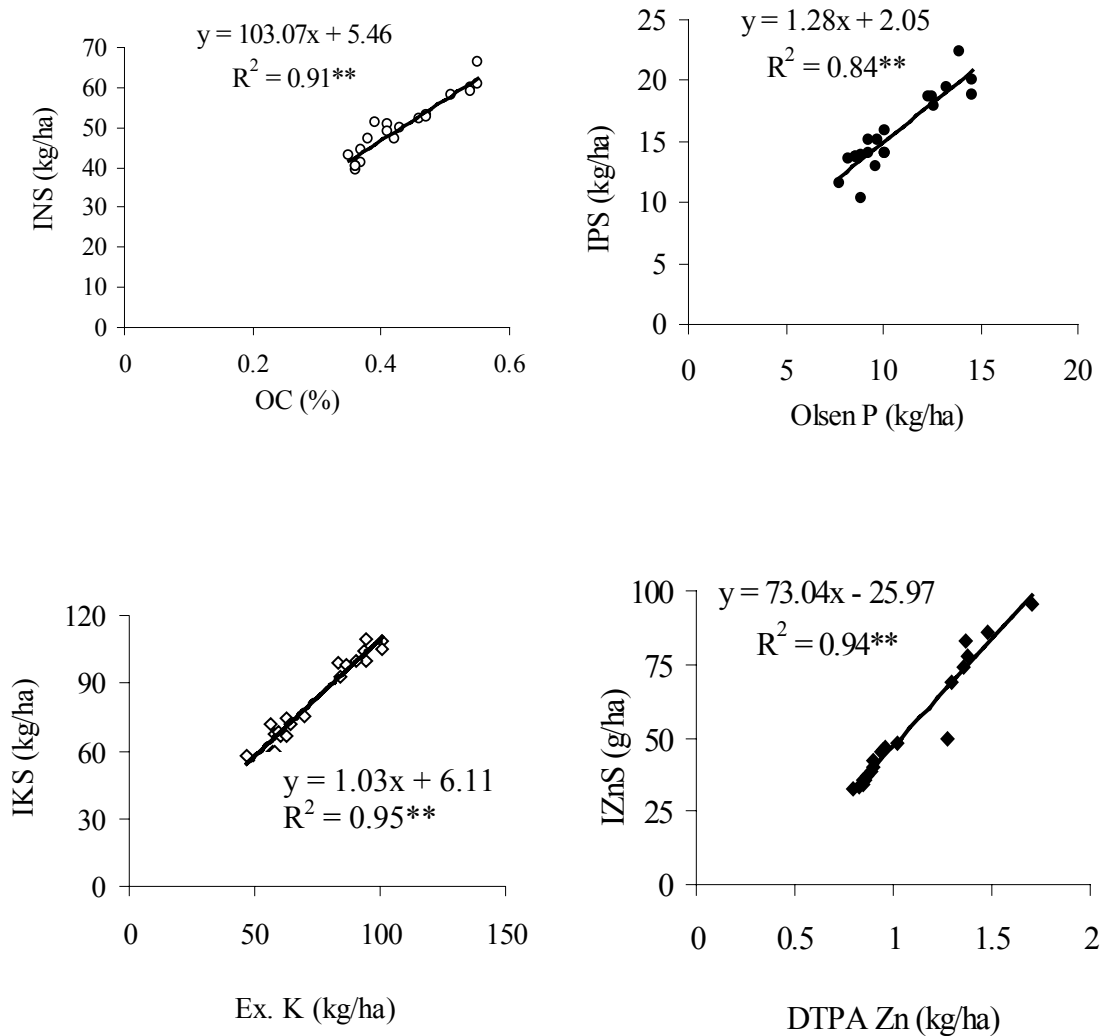 y = 103.07x + 5.46
R² = 0.91**
70
60
50
40
30
20
10
0
INS (kg/ha)
0 0.2 0.4 0.6
OC (%)
y = 1.28x + 2.05
R² = 0.84**
25
20
15
10
5
0
IPS (kg/ha)
0 5 10 15 20
Olsen P (kg/ha)
120
90
60
30
0
IKS (kg/ha)
y = 1.03x + 6.11
R² = 0.95**
0 50 100 150
Ex. K (kg/ha)
y = 73.04x - 25.97
R² = 0.94**
100
75
50
25
0
IZnS (g/ha)
0 0.5 1 1.5 2
DTPA Zn (kg/ha)